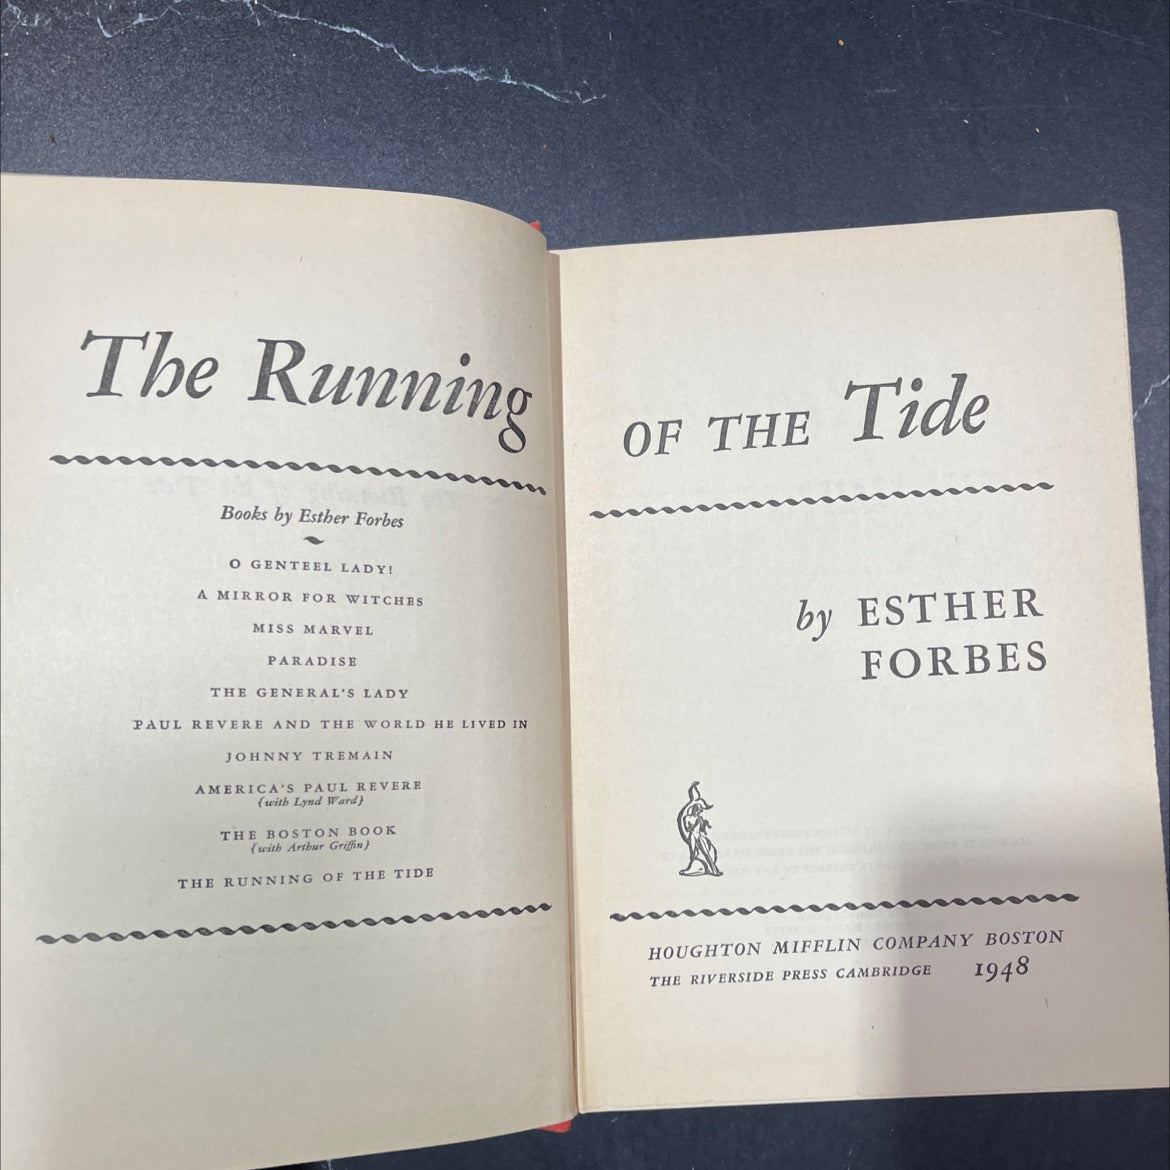 The Running
Books by Esther Forbes
O GENTEEL LADY!
A MIRROR FOR WITCHES
MISS MARVEL
PARADISE
THE GENERAL'S LADY
PAUL REVERE AND THE WORLD HE LIVED IN
JOHNNY TREMAIN
AMERICA'S PAUL REVERE
{with Lynd Ward}
THE BOSTON BOOK
{with Arthur Griffin}
THE RUNNING OF THE TIDE
OF THE Tide
by ESTHER
FORBES
HOUGHTON MIFFLIN COMPANY BOSTON
THE RIVERSIDE PRESS CAMBRIDGE 1948